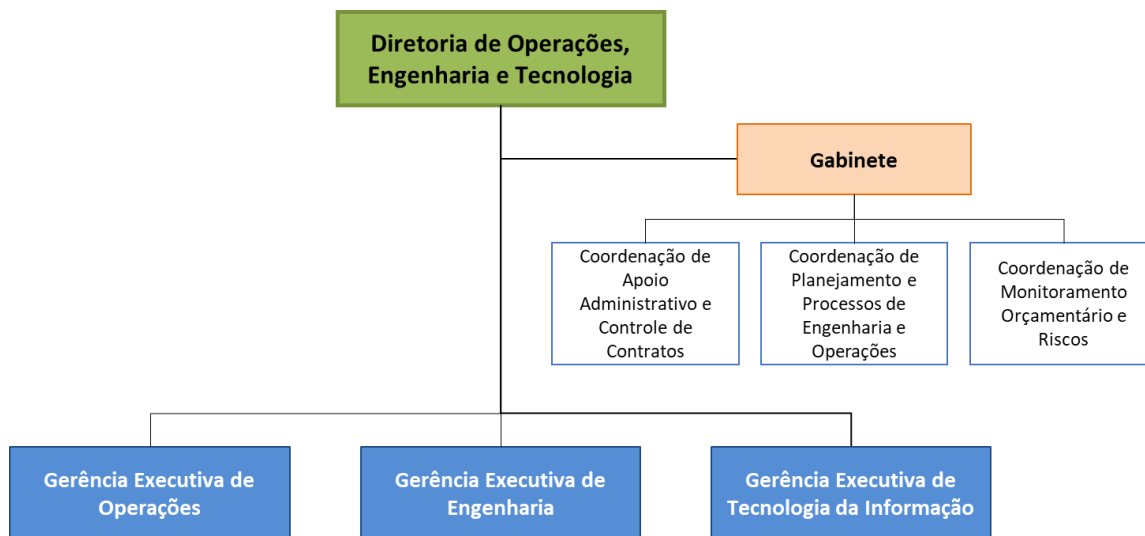 Diretoria de Operações,
Engenharia e Tecnologia
Gabinete
Coordenação de
Apoio
Administrativo e
Controle de
Contratos
Coordenação de
Planejamento e
Processos de
Engenharia e
Operações
Coordenação de
Monitoramento
Orçamentário e
Riscos
Gerência Executiva de
Operações
Gerência Executiva de
Engenharia
Gerência Executiva de
Tecnologia da Informação